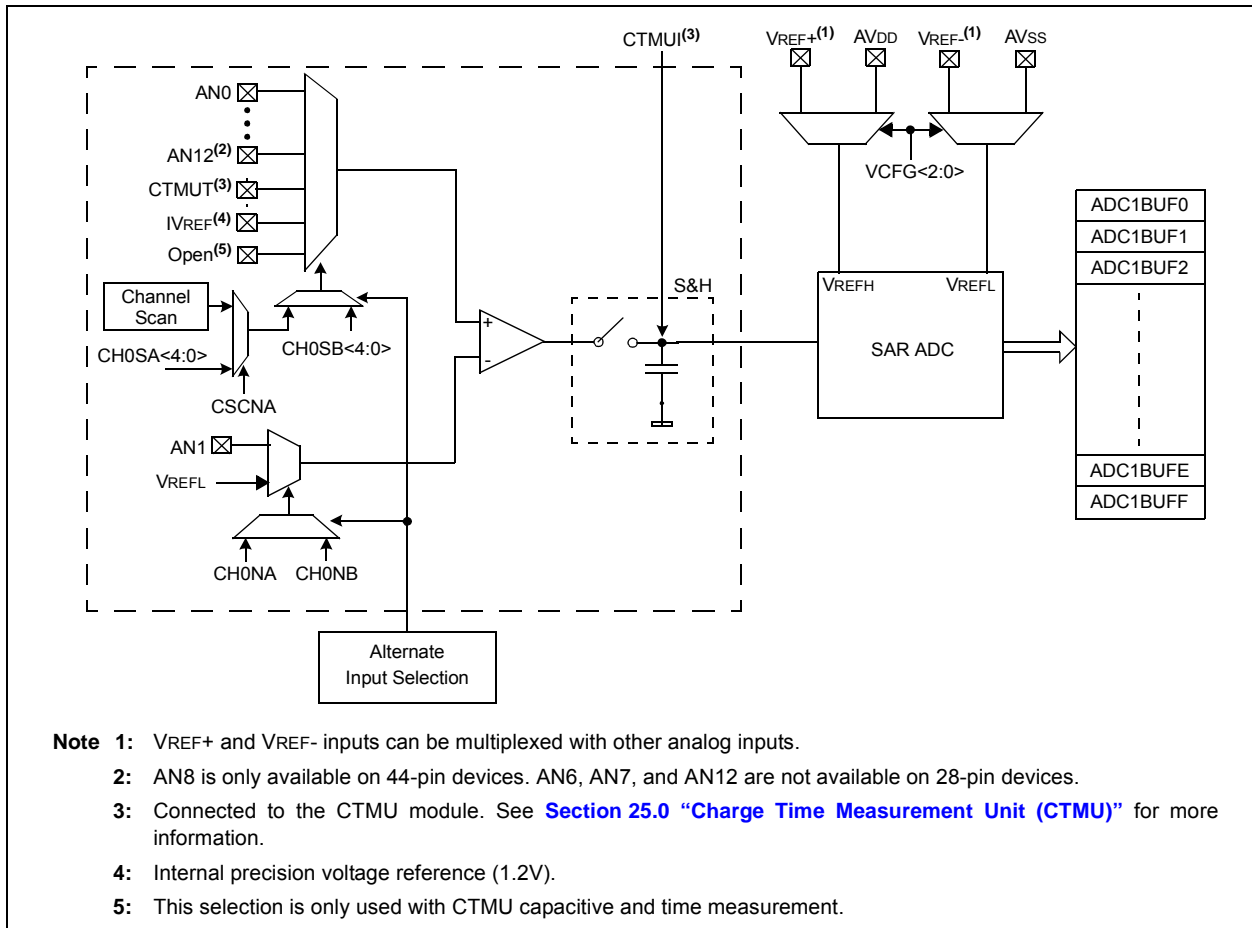 CTMUI(3)
VREF+(1) AVDD VREF-(1) AVSS
AN0
AN12(2)
CTMUT(3)
IVREF(4)
Open(5)
VCFG<2:0>
ADC1BUF0
ADC1BUF1
ADC1BUF2
Channel
Scan
S&H
VREFH VREFL
+
-
CH0SA<4:0>
CH0SB<4:0>
SAR ADC
CSCNA
AN1
VREFL
ADC1BUFE
ADC1BUFF
CH0NA CH0NB
Alternate
Input Selection
Note 1: VREF+ and VREF- inputs can be multiplexed with other analog inputs.
2: AN8 is only available on 44-pin devices. AN6, AN7, and AN12 are not available on 28-pin devices.
3: Connected to the CTMU module. See Section 25.0 “Charge Time Measurement Unit (CTMU)” for more
information.
4: Internal precision voltage reference (1.2V).
5: This selection is only used with CTMU capacitive and time measurement.